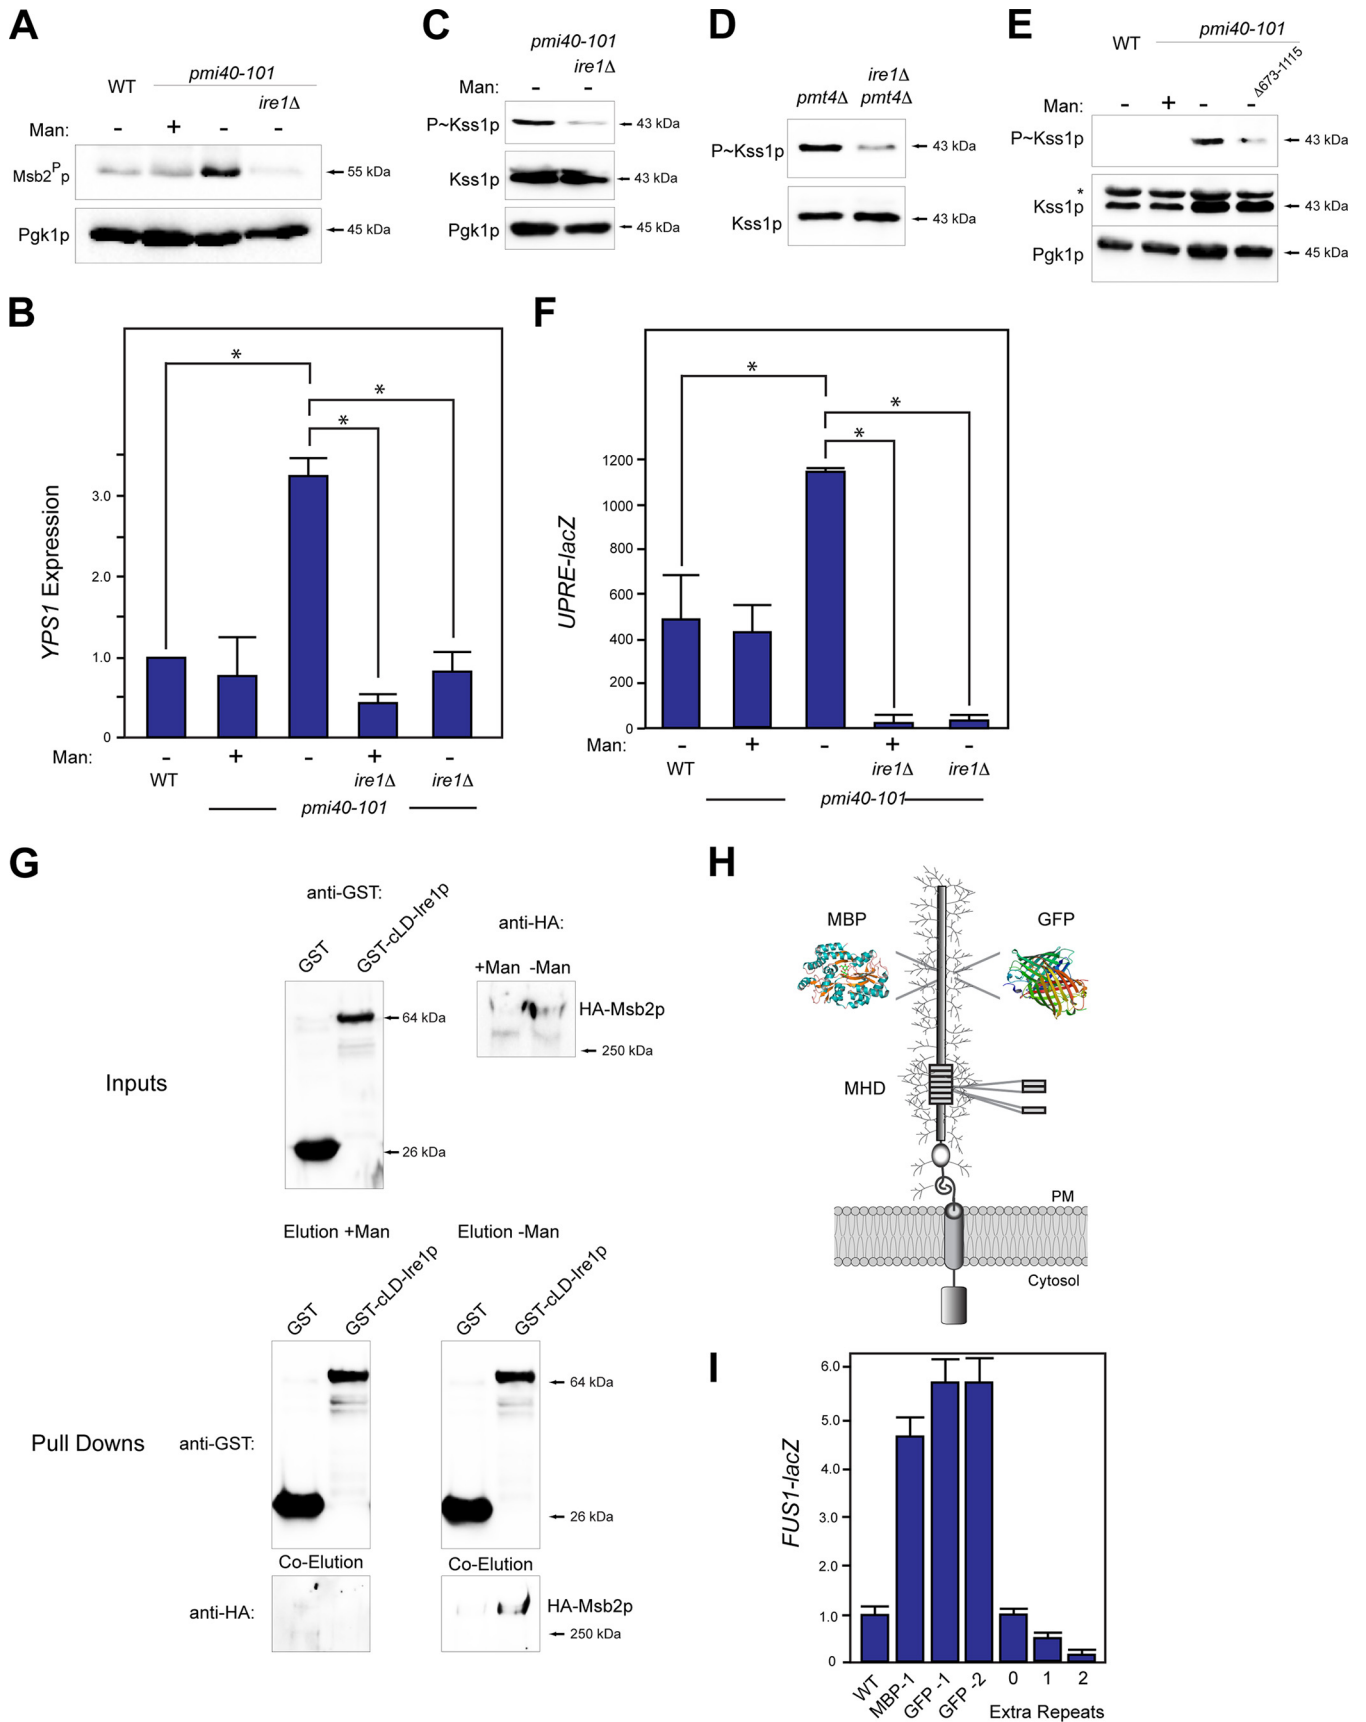 A
WT
pmi40-101
ire1Δ
Man: - + - -
Msb2ᴾp
55 kDa
Pgk1p
45 kDa
C
pmi40-101
ire1Δ
Man: - -
P~Kss1p
43 kDa
Kss1p
43 kDa
Pgk1p
45 kDa
D
ire1Δ
pmt4Δ pmt4Δ
P~Kss1p
43 kDa
Kss1p
43 kDa
E
WT
pmi40-101
Δ673-1115
Man: - + - -
P~Kss1p
43 kDa
*
Kss1p
43 kDa
Pgk1p
45 kDa
B
YPS1 Expression
3.0
2.0
1.0
0
*
*
*
Man: - + - + -
WT ire1Δ ire1Δ
pmi40-101
F
UPRE-lacZ
1200
1000
800
600
400
200
0
*
*
*
Man: - + - + -
WT ire1Δ ire1Δ
pmi40-101
G
anti-GST:
GST
GST-cLD-Ire1p
64 kDa
26 kDa
anti-HA:
+Man -Man
HA-Msb2p
250 kDa
Inputs
Elution +Man
Elution -Man
GST
GST-cLD-Ire1p
GST
GST-cLD-Ire1p
64 kDa
Pull Downs
anti-GST:
26 kDa
Co-Elution
Co-Elution
anti-HA:
HA-Msb2p
250 kDa
H
MBP
GFP
MHD
PM
Cytosol
I
FUS1-lacZ
6.0
5.0
4.0
3.0
2.0
1.0
0
WT
MBP-1
GFP -1
GFP -2
0 1 2
Extra Repeats